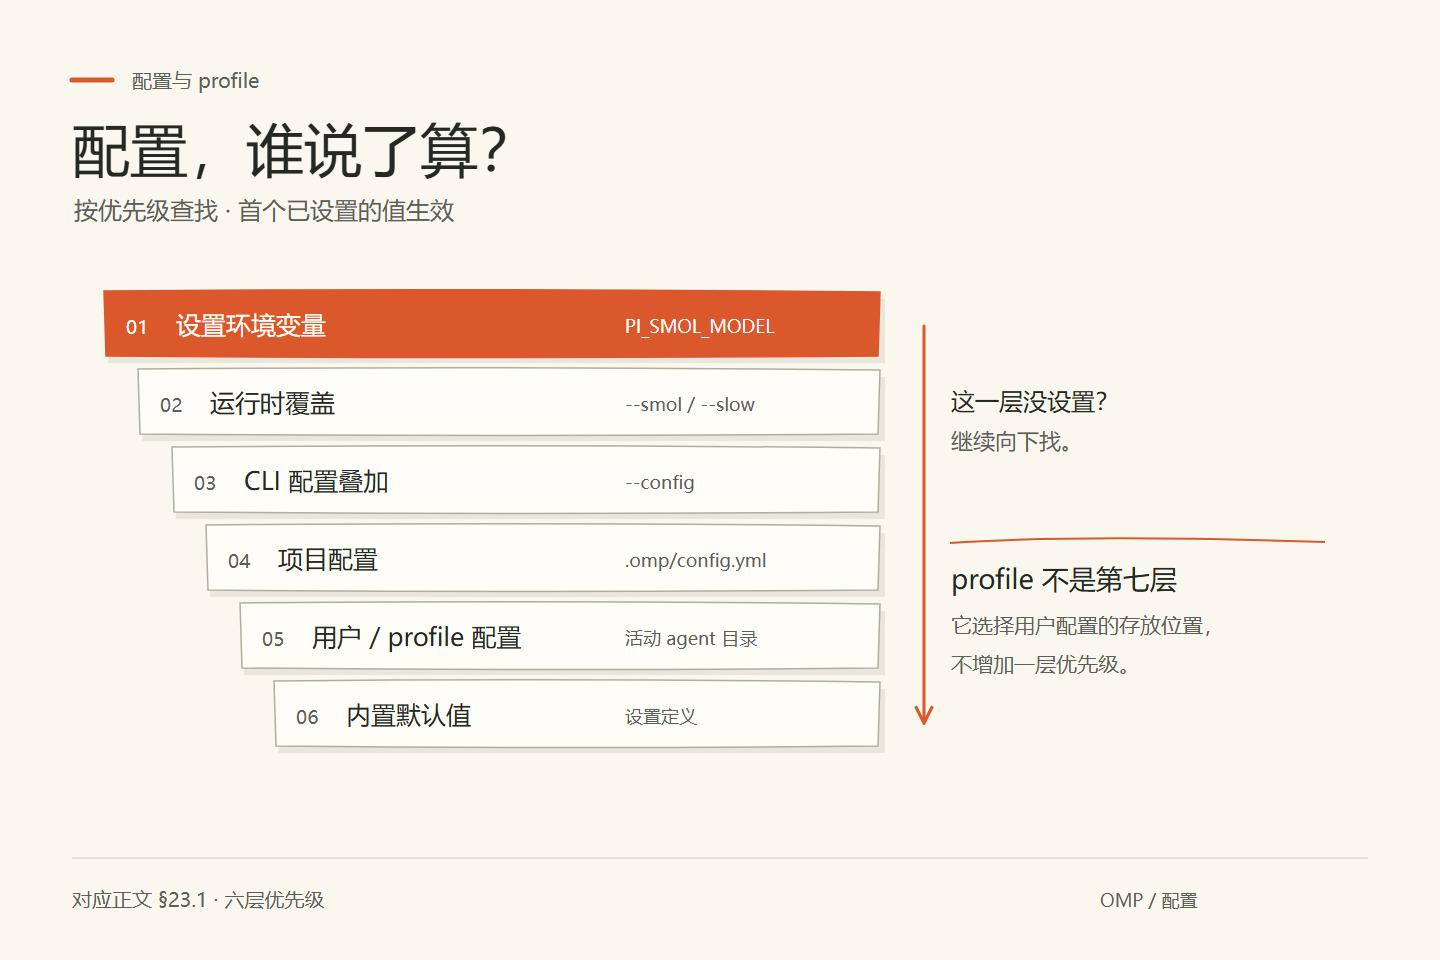 配置与 profile
配置，谁说了算？
按优先级查找 · 首个已设置的值生效
01 设置环境变量 PI_SMOL_MODEL
02 运行时覆盖 --smol / --slow
03 CLI 配置叠加 --config
04 项目配置 .omp/config.yml
05 用户 / profile 配置 活动 agent 目录
06 内置默认值 设置定义
这一层没设置？
继续向下找。
profile 不是第七层
它选择用户配置的存放位置，
不增加一层优先级。
对应正文 §23.1 · 六层优先级
OMP / 配置